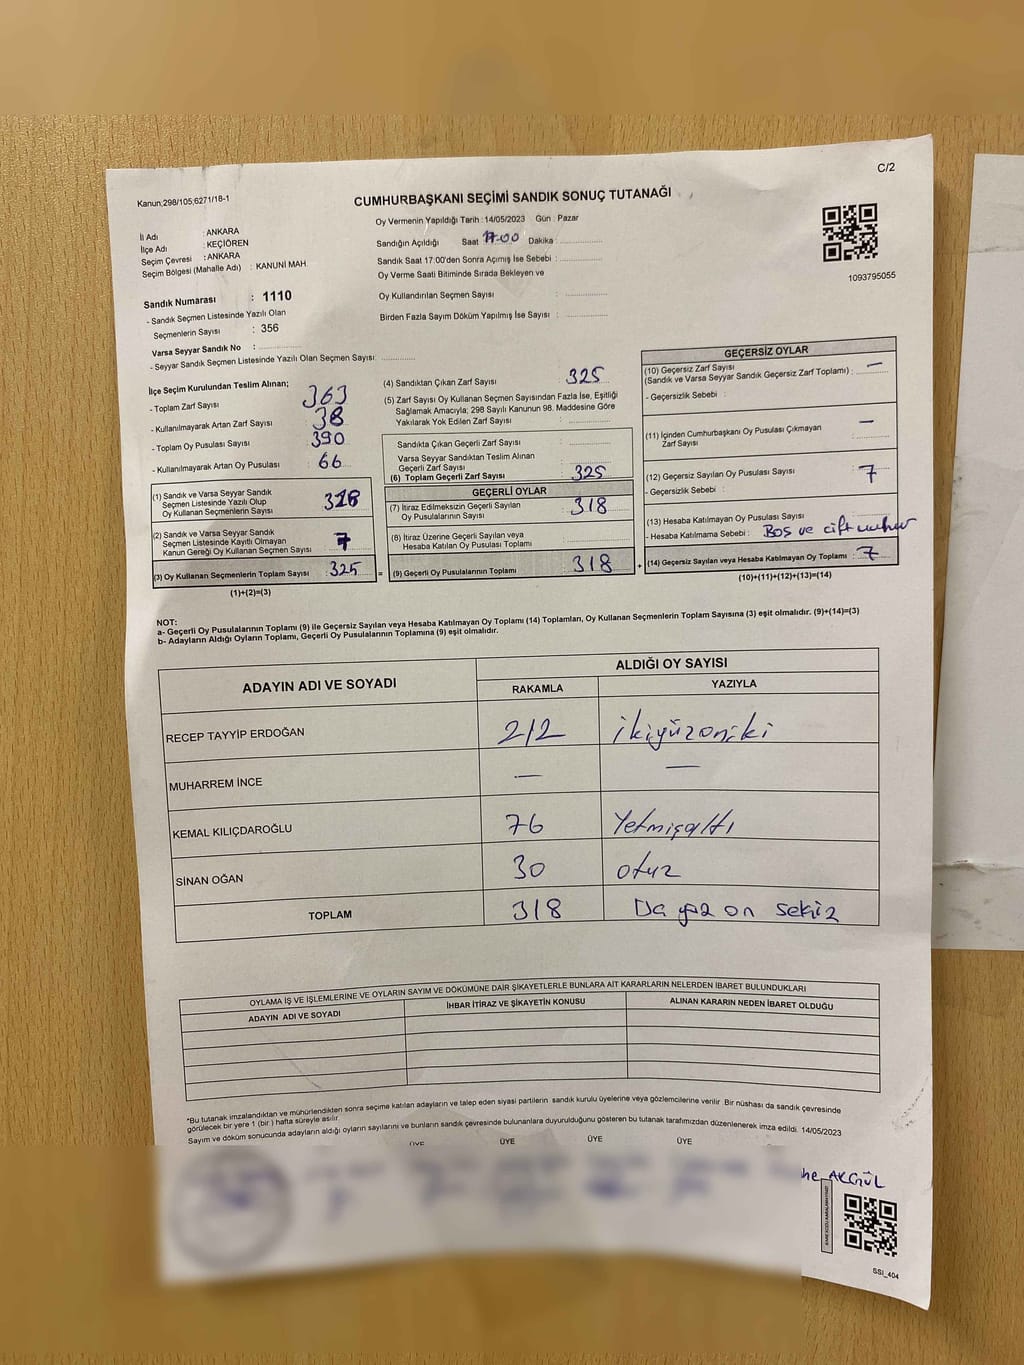 C/2
Kanun,298/105;6271/18-1
CUMHURBAŞKANI SEÇİMİ SANDIK SONUÇ TUTANAĞI
İl Adı : ANKARA
İlçe Adı : KEÇİÖREN
Seçim Çevresi : ANKARA
Seçim Bölgesi (Mahalle Adı) : KANUNİ MAH.
Sandık Numarası : 1110
- Sandık Seçmen Listesinde Yazılı Olan
Seçmenlerin Sayısı : 356
Varsa Seyyar Sandık No :
- Seyyar Sandık Seçmen Listesinde Yazılı Olan Seçmen Sayısı:
Oy Vermenin Yapıldığı Tarih : 14/05/2023 Gün : Pazar
Sandığın Açıldığı Saat 17.00 Dakika :
Sandık Saat 17:00'den Sonra Açımış İse Sebebi :
Oy Verme Saati Bitiminde Sırada Bekleyen ve
Oy Kullandırılan Seçmen Sayısı :
Birden Fazla Sayım Döküm Yapılmış İse Sayısı :
1093795055
İlçe Seçim Kurulundan Teslim Alınan;
- Toplam Zarf Sayısı : 363
- Kullanılmayarak Artan Zarf Sayısı : 38
- Toplam Oy Pusulası Sayısı : 390
- Kullanılmayarak Artan Oy Pusulası : 66
(1) Sandık ve Varsa Seyyar Sandık
Seçmen Listesinde Yazılı Olup
Oy Kullanan Seçmenlerin Sayısı : 318
(2) Sandık ve Varsa Seyyar Sandık
Seçmen Listesinde Kayıtlı Olmayan
Kanun Gereği Oy Kullanan Seçmen Sayısı : 7
(3) Oy Kullanan Seçmenlerin Toplam Sayısı : 325
(1)+(2)=(3)
(4) Sandıktan Çıkan Zarf Sayısı : 325
(5) Zarf Sayısı Oy Kullanan Seçmen Sayısından Fazla İse, Eşitliği
Sağlamak Amacıyla; 298 Sayılı Kanunun 98. Maddesine Göre
Yakılarak Yok Edilen Zarf Sayısı :
Sandıkta Çıkan Geçerli Zarf Sayısı :
Varsa Seyyar Sandıktan Teslim Alınan
Geçerli Zarf Sayısı :
(6) Toplam Geçerli Zarf Sayısı : 325
GEÇERLİ OYLAR
(7) İtiraz Edilmeksizin Geçerli Sayılan
Oy Pusulalarının Sayısı : 318
(8) İtiraz Üzerine Geçerli Sayılan veya
Hesaba Katılan Oy Pusulası Toplamı :
= (9) Geçerli Oy Pusulalarının Toplamı : 318
GEÇERSİZ OYLAR
(10) Geçersiz Zarf Sayısı
(Sandık ve Varsa Seyyar Sandık Geçersiz Zarf Toplamı) : —
- Geçersizlik Sebebi :
(11) İçinden Cumhurbaşkanı Oy Pusulası Çıkmayan
Zarf Sayısı : —
(12) Geçersiz Sayılan Oy Pusulası Sayısı : 7
- Geçersizlik Sebebi :
(13) Hesaba Katılmayan Oy Pusulası Sayısı :
- Hesaba Katılmama Sebebi : Boş ve çift mühür
+ (14) Geçersiz Sayılan veya Hesaba Katılmayan Oy Toplamı : 7
(10)+(11)+(12)+(13)=(14)
NOT:
a- Geçerli Oy Pusulalarının Toplamı (9) ile Geçersiz Sayılan veya Hesaba Katılmayan Oy Toplamı (14) Toplamları, Oy Kullanan Seçmenlerin Toplam Sayısına (3) eşit olmalıdır. (9)+(14)=(3)
b- Adayların Aldığı Oyların Toplamı, Geçerli Oy Pusulalarının Toplamına (9) eşit olmalıdır.
ADAYIN ADI VE SOYADI
ALDIĞI OY SAYISI
RAKAMLA YAZIYLA
RECEP TAYYİP ERDOĞAN 212 ikiyüzoniki
MUHARREM İNCE — —
KEMAL KILIÇDAROĞLU 76 Yetmişaltı
SİNAN OĞAN 30 otuz
TOPLAM 318 on sekiz
OYLAMA İŞ VE İŞLEMLERİNE VE OYLARIN SAYIM VE DÖKÜMÜNE DAİR ŞİKAYETLERLE BUNLARA AİT KARARLARIN NELERDEN İBARET BULUNDUKLARI
ADAYIN ADI VE SOYADI İHBAR İTİRAZ VE ŞİKAYETİN KONUSU ALINAN KARARIN NEDEN İBARET OLDUĞU
*Bu tutanak imzalandıktan ve mühürlendikten sonra seçime katılan adayların ve talep eden siyasi partilerin sandık kurulu üyelerine veya gözlemcilerine verilir. Bir nüshası da sandık çevresinde
görülecek bir yere 1 (bir ) hafta süreyle asılır.
Sayım ve döküm sonucunda adayların aldığı oyların sayılarını ve bunların sandık çevresinde bulunanlara duyurulduğunu gösteren bu tutanak tarafımızdan düzenlenerek imza edildi. 14/05/2023
ÜYE ÜYE ÜYE ÜYE
he AKGÜL
SSI_404